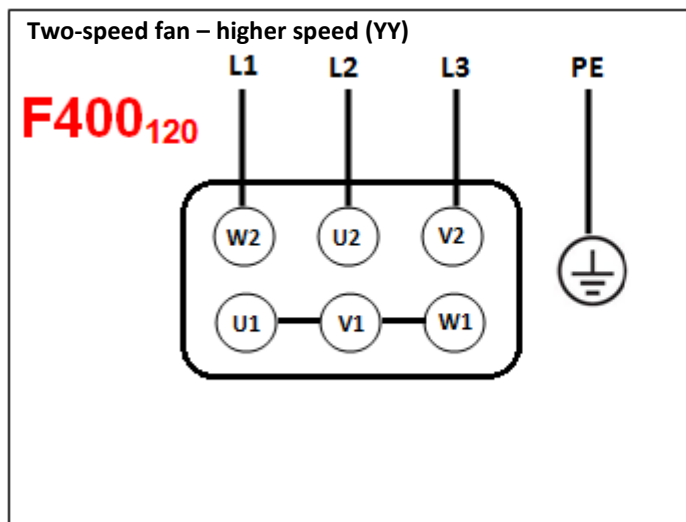 Two-speed fan – higher speed (YY)
L1 L2 L3 PE
F400120
W2 U2 V2
U1 V1 W1